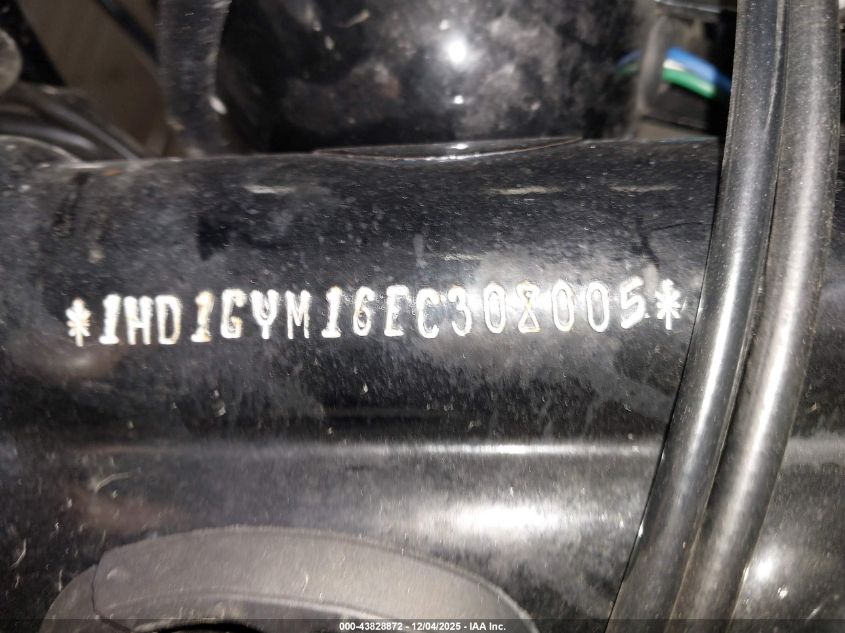 *1HD1GYM16EC308005*
000-43828872 • 12/04/2025 - IAA Inc.